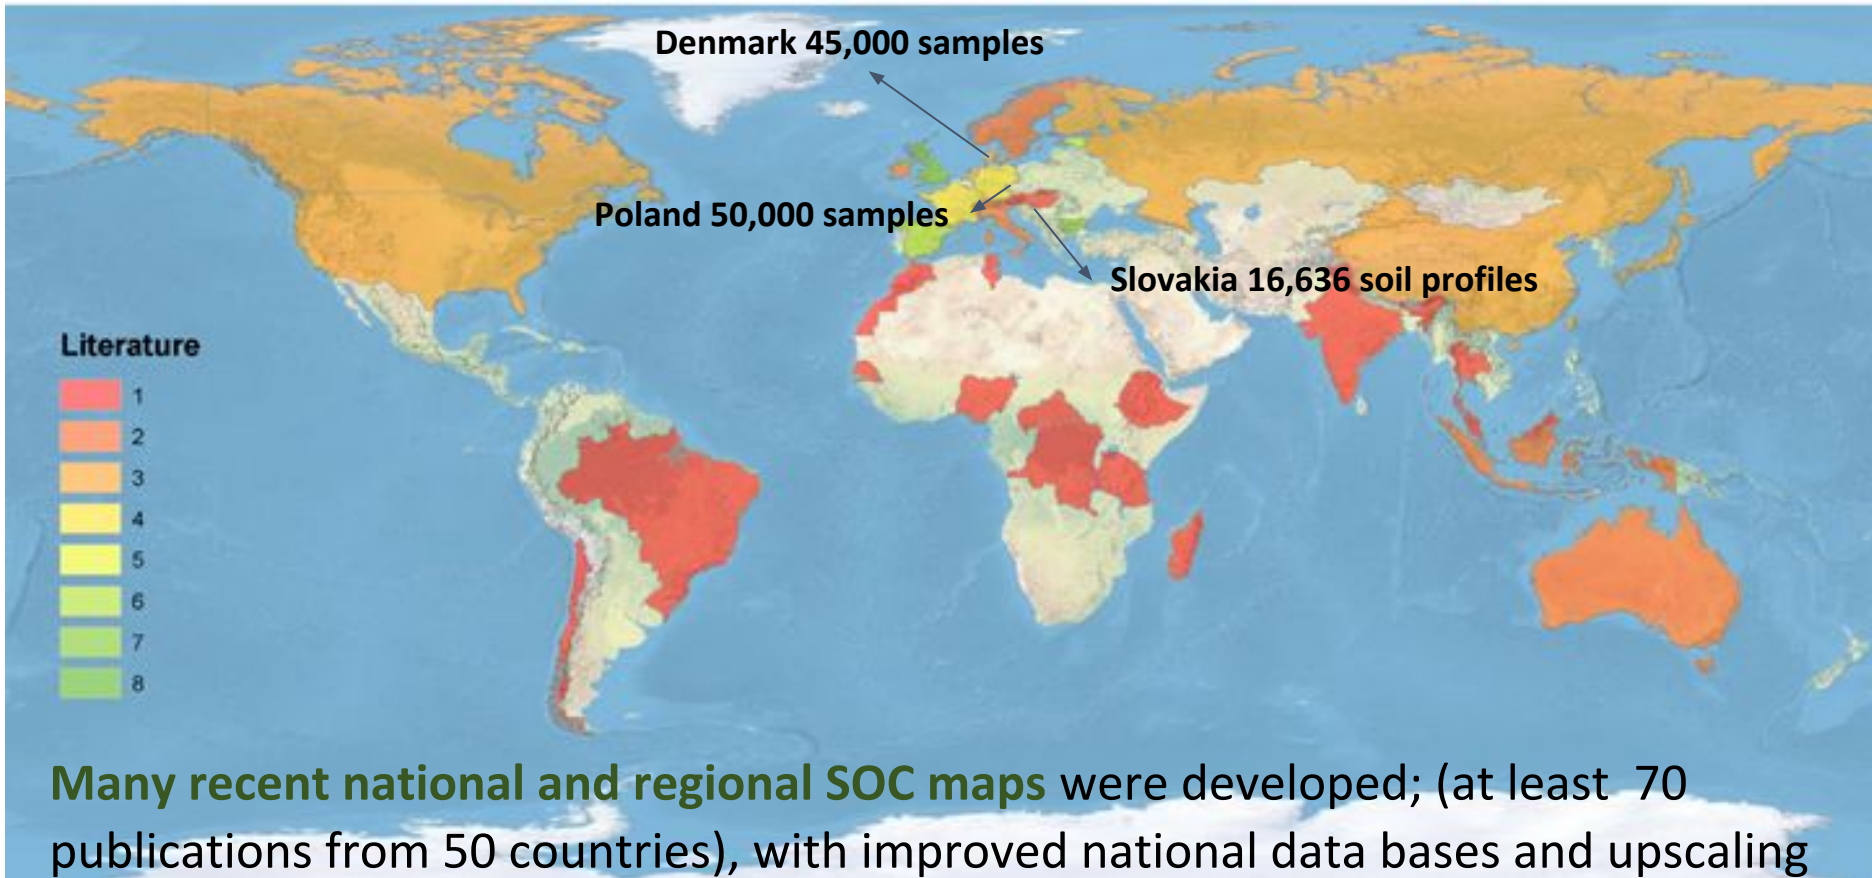 Denmark 45,000 samples
Poland 50,000 samples
Slovakia 16,636 soil profiles
Literature
1
2
3
4
5
6
7
8
Many recent national and regional SOC maps were developed; (at least 70
publications from 50 countries), with improved national data bases and upscaling